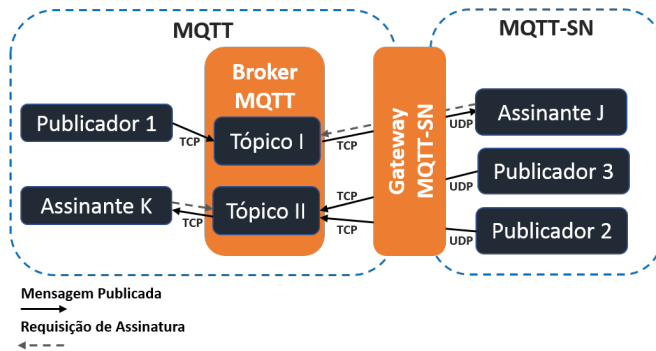 MQTT
MQTT-SN
Broker
MQTT
Gateway
MQTT-SN
Publicador 1
TCP
Tópico I
TCP
UDP
Assinante J
Publicador 3
UDP
TCP
Assinante K
TCP
Tópico II
TCP
UDP
Publicador 2
Mensagem Publicada
Requisição de Assinatura